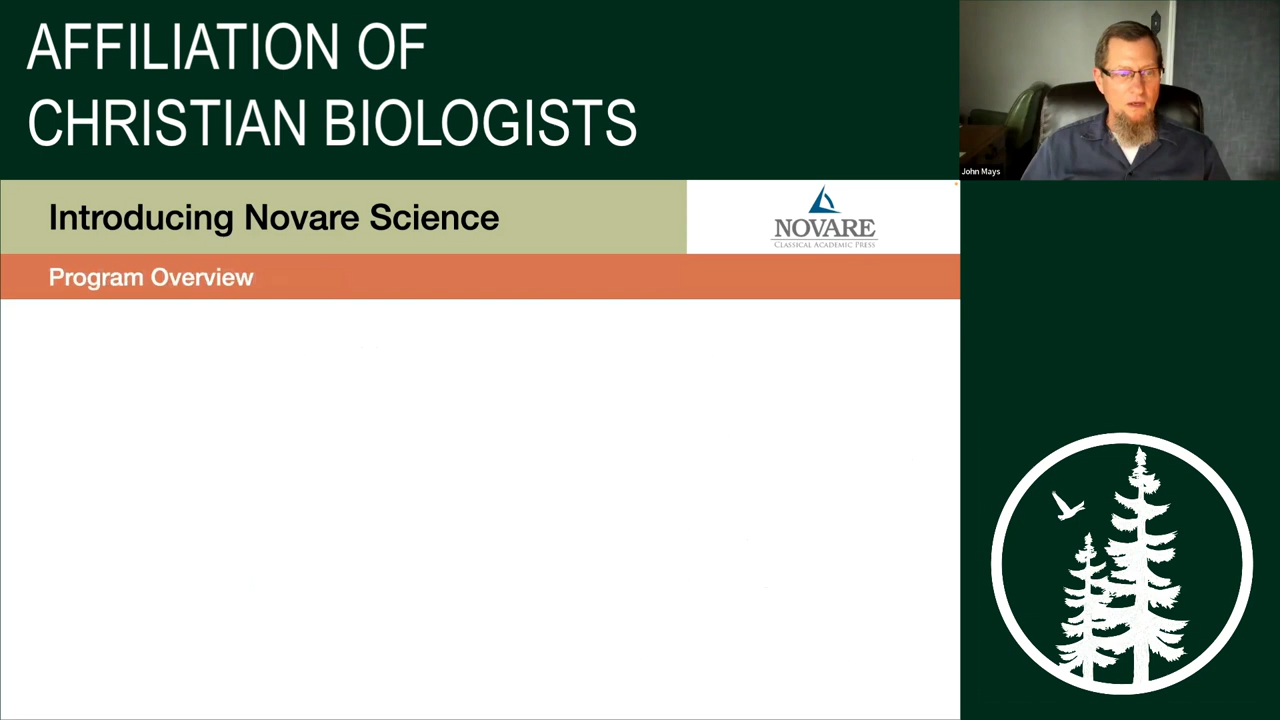 AFFILIATION OF
CHRISTIAN BIOLOGISTS
John Mays
Introducing Novare Science
NOVARE
CLASSICAL ACADEMIC PRESS
Program Overview